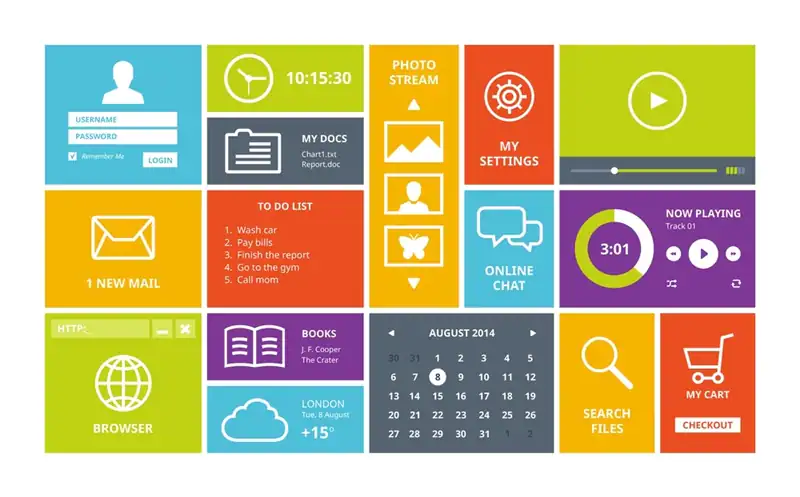 USERNAME
PASSWORD
Remember Me
LOGIN
10:15:30
MY DOCS
Chart1.txt
Report.doc
PHOTO
STREAM
MY
SETTINGS
1 NEW MAIL
TO DO LIST
1. Wash car
2. Pay bills
3. Finish the report
4. Go to the gym
5. Call mom
ONLINE
CHAT
NOW PLAYING
Track 01
3:01
HTTP:_
BROWSER
BOOKS
J. F. Cooper
The Crater
LONDON
Tue, 8 August
+15°
AUGUST 2014
30 31 1 2 3 4 5
6 7 8 9 10 11 12
13 14 15 16 17 18 19
20 21 22 23 24 25 26
27 28 29 30 31 1 2
SEARCH
FILES
MY CART
CHECKOUT